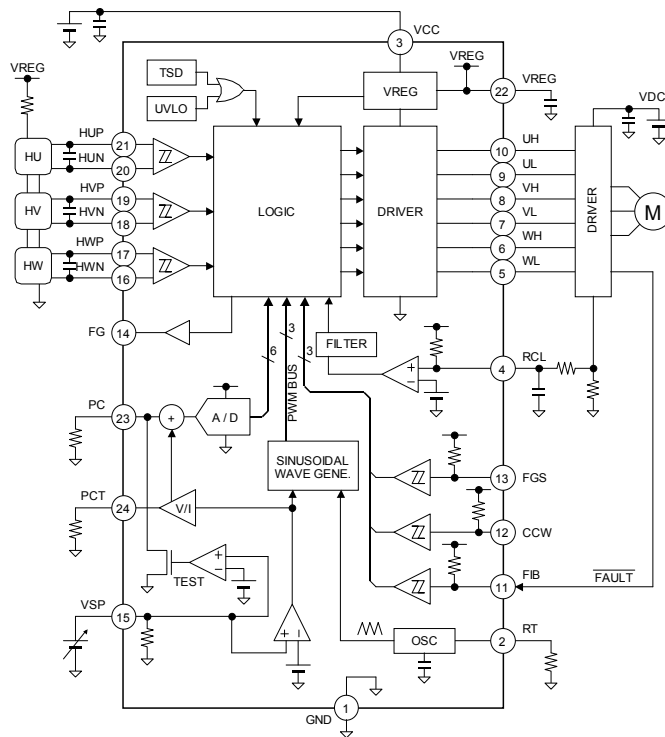 VCC
3
VREG
TSD
UVLO
VREG
VREG
22
VDC
HUP
21
HU
HUN
20
HVP
19
HV
HVN
18
HWP
17
HW
HWN
16
LOGIC
DRIVER
10
UH
9
UL
8
VH
7
VL
6
WH
5
WL
DRIVER
M
FG
14
6
3
3
PWM BUS
FILTER
+
–
4
RCL
PC
23
+
A / D
SINUSOIDAL
WAVE GENE.
13
FGS
PCT
24
V/I
12
CCW
TEST
+
–
11
FIB
FAULT
VSP
15
+
–
OSC
2
RT
1
GND